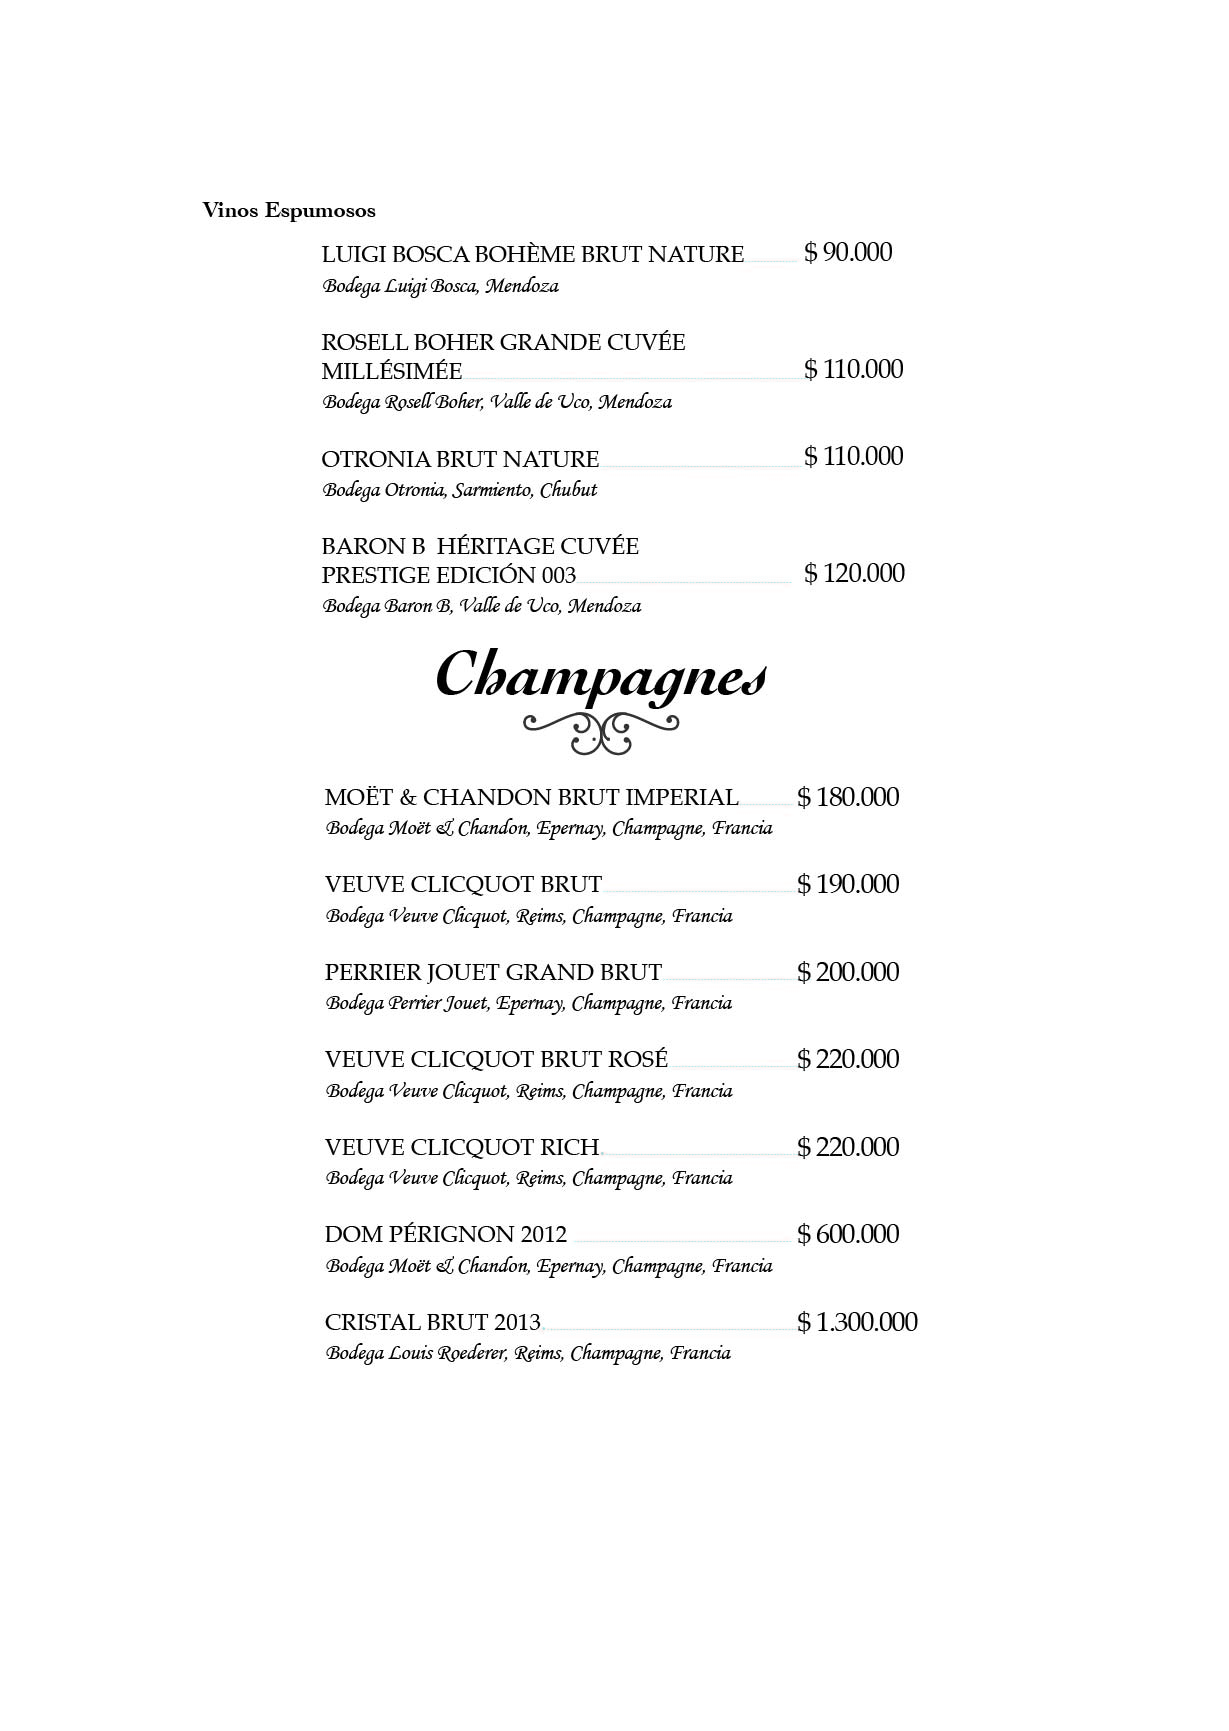 Vinos Espumosos
LUIGI BOSCA BOHÈME BRUT NATURE $ 90.000
Bodega Luigi Bosca, Mendoza
ROSELL BOHER GRANDE CUVÉE
MILLÉSIMÉE $ 110.000
Bodega Rosell Boher, Valle de Uco, Mendoza
OTRONIA BRUT NATURE $ 110.000
Bodega Otronia, Sarmiento, Chubut
BARON B HÉRITAGE CUVÉE
PRESTIGE EDICIÓN 003 $ 120.000
Bodega Baron B, Valle de Uco, Mendoza
Champagnes
MOËT & CHANDON BRUT IMPERIAL $ 180.000
Bodega Moët & Chandon, Epernay, Champagne, Francia
VEUVE CLICQUOT BRUT $ 190.000
Bodega Veuve Clicquot, Reims, Champagne, Francia
PERRIER JOUET GRAND BRUT $ 200.000
Bodega Perrier Jouet, Epernay, Champagne, Francia
VEUVE CLICQUOT BRUT ROSÉ $ 220.000
Bodega Veuve Clicquot, Reims, Champagne, Francia
VEUVE CLICQUOT RICH. $ 220.000
Bodega Veuve Clicquot, Reims, Champagne, Francia
DOM PÉRIGNON 2012 $ 600.000
Bodega Moët & Chandon, Epernay, Champagne, Francia
CRISTAL BRUT 2013 $ 1.300.000
Bodega Louis Roederer, Reims, Champagne, Francia